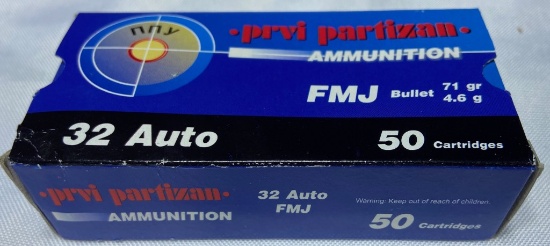 ппу
• prvi partizan •
AMMUNITION
FMJ Bullet 71 gr
4.6 g
32 Auto
50 Cartridges
• prvi partizan •
AMMUNITION
32 Auto
FMJ
Warning: Keep out of reach of children.
50 Cartridges